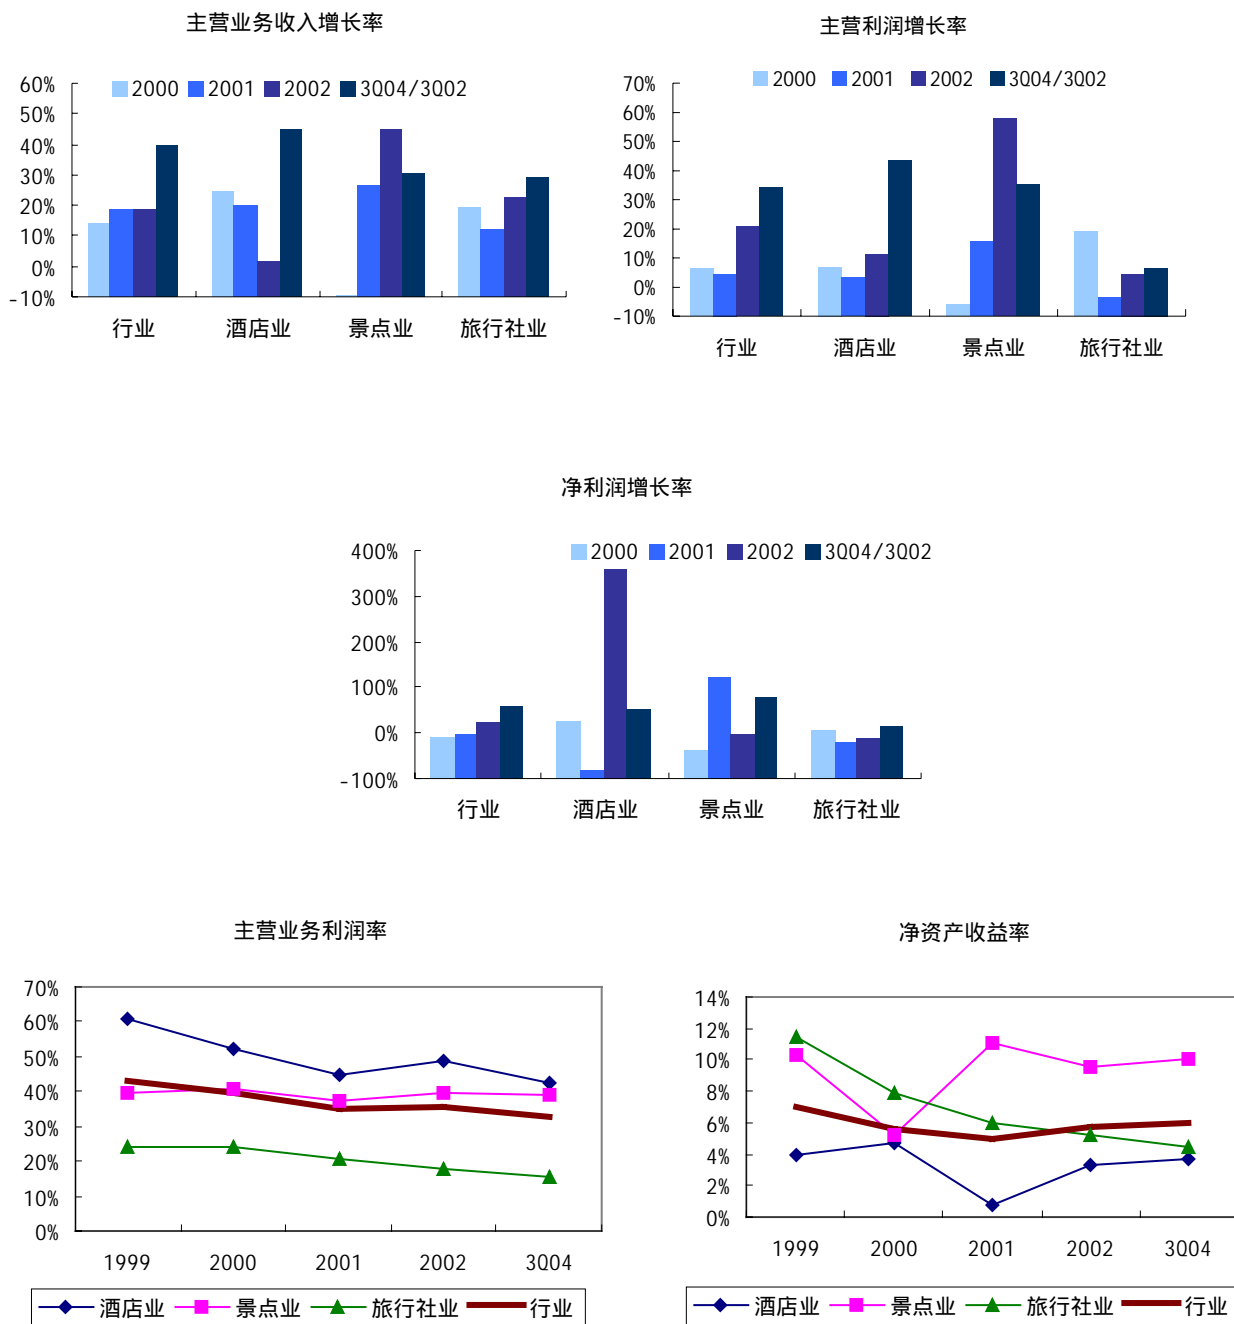 主营业务收入增长率
60%
50%
40%
30%
20%
10%
0%
-10%
2000 2001 2002 3Q04/3Q02
行业 酒店业 景点业 旅行社业
主营利润增长率
70%
60%
50%
40%
30%
20%
10%
0%
-10%
2000 2001 2002 3Q04/3Q02
行业 酒店业 景点业 旅行社业
净利润增长率
400%
300%
200%
100%
0%
-100%
2000 2001 2002 3Q04/3Q02
行业 酒店业 景点业 旅行社业
主营业务利润率
70%
60%
50%
40%
30%
20%
10%
0%
1999 2000 2001 2002 3Q04
酒店业 景点业 旅行社业 行业
净资产收益率
14%
12%
10%
8%
6%
4%
2%
0%
1999 2000 2001 2002 3Q04
酒店业 景点业 旅行社业 行业